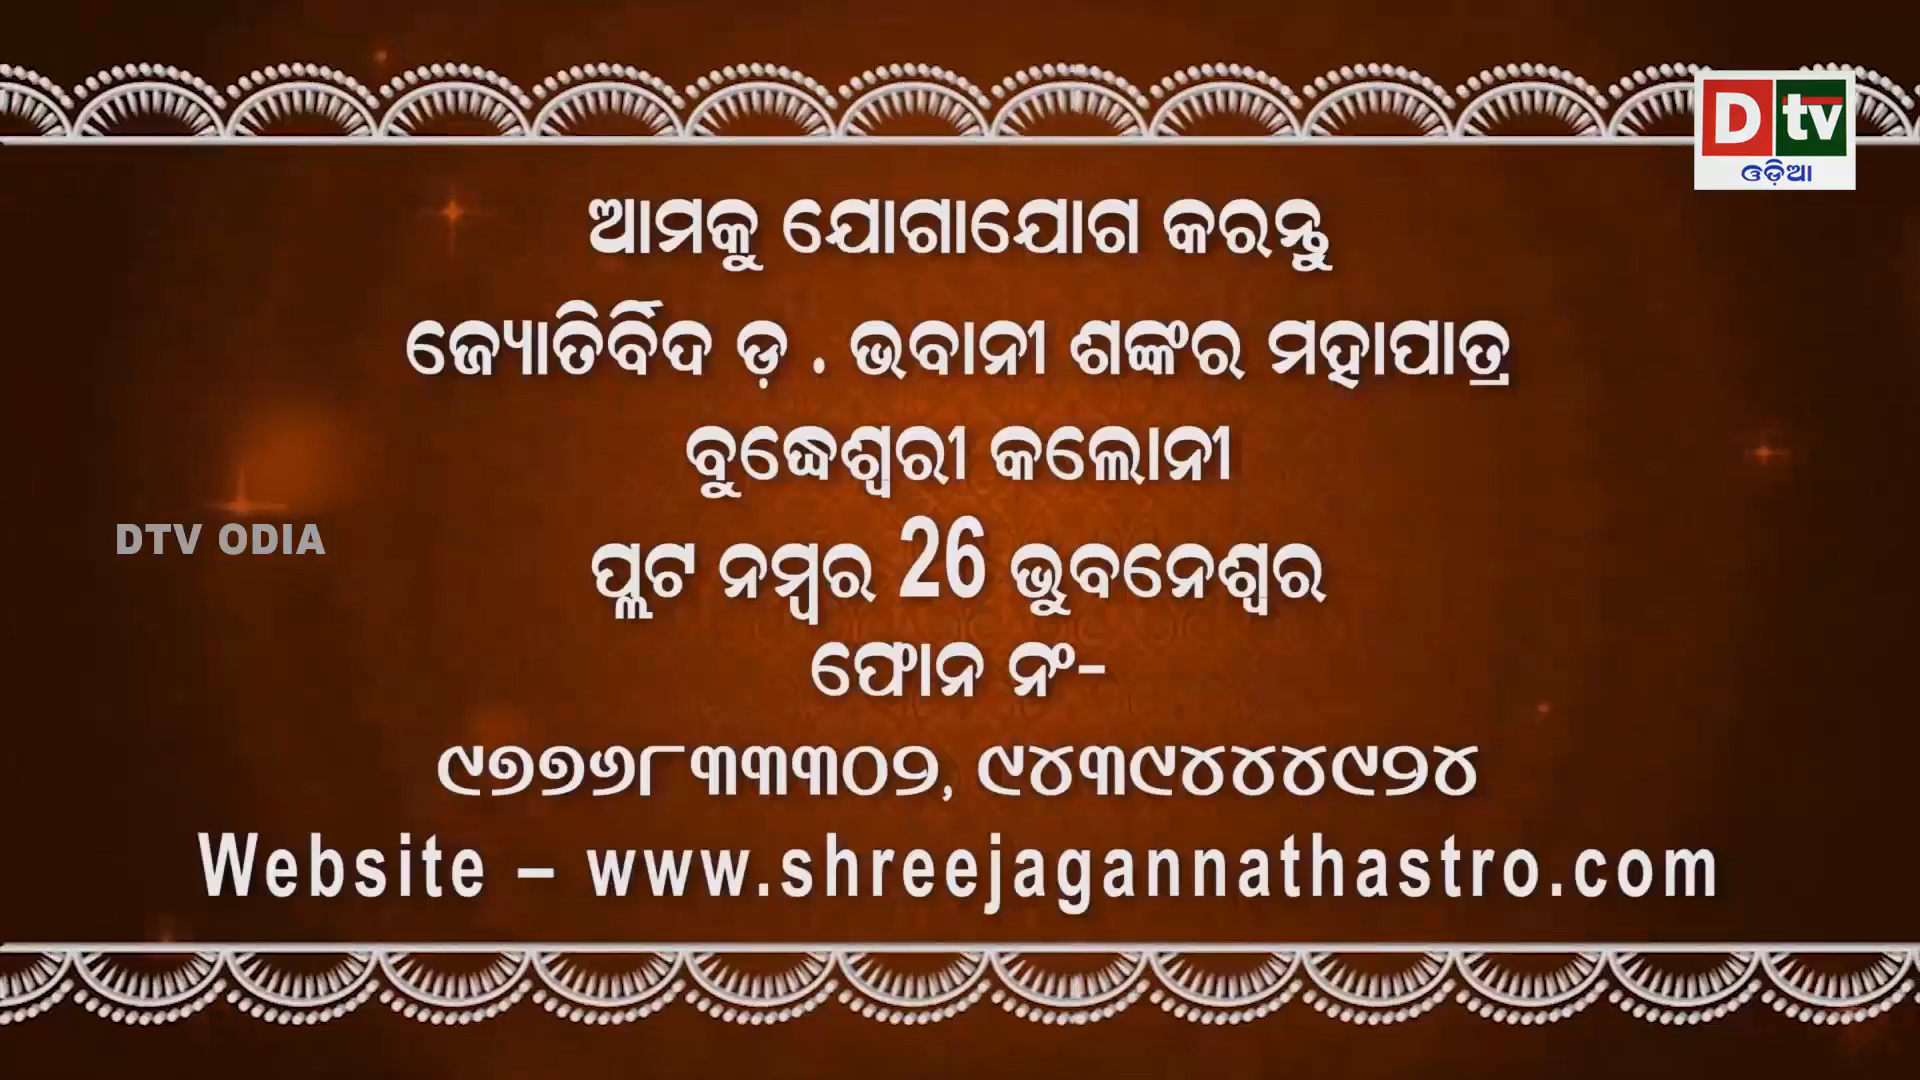 Dtv
ଓଡ଼ିଆ
ଆମକୁ ଯୋଗାଯୋଗ କରନ୍ତୁ
ଜ୍ୟୋତିର୍ବିଦ ଡ଼ . ଭବାନୀ ଶଙ୍କର ମହାପାତ୍ର
ବୁଦ୍ଧେଶ୍ୱରୀ କଲୋନୀ
DTV ODIA
ପ୍ଲଟ ନମ୍ବର 26 ଭୁବନେଶ୍ୱର
ଫୋନ ନଂ-
୯୭୭୬୮୩୩୩୦୨, ୯୪୩୯୪୪୪୯୨୪
Website – www.shreejagannathastro.com